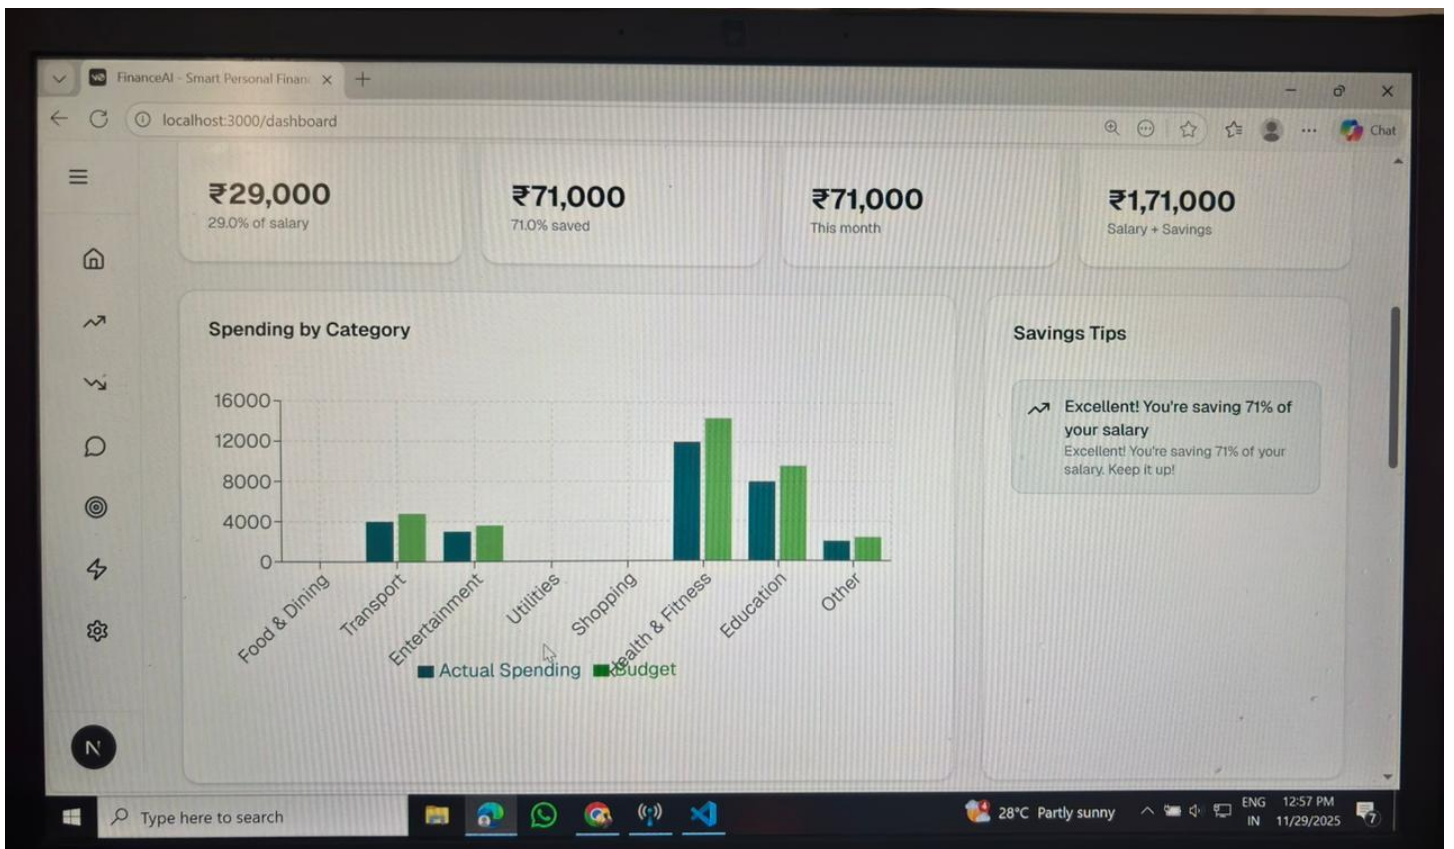 FinanceAI - Smart Personal Finan
localhost:3000/dashboard
Chat
₹29,000
29.0% of salary
₹71,000
71.0% saved
₹71,000
This month
₹1,71,000
Salary + Savings
Spending by Category
16000
12000
8000
4000
0
Food & Dining
Transport
Entertainment
Utilities
Shopping
Health & Fitness
Education
Other
Actual Spending
Budget
Savings Tips
Excellent! You're saving 71% of
your salary
Excellent! You're saving 71% of your
salary. Keep it up!
N
Type here to search
4
28°C Partly sunny
ENG
IN
12:57 PM
11/29/2025
7